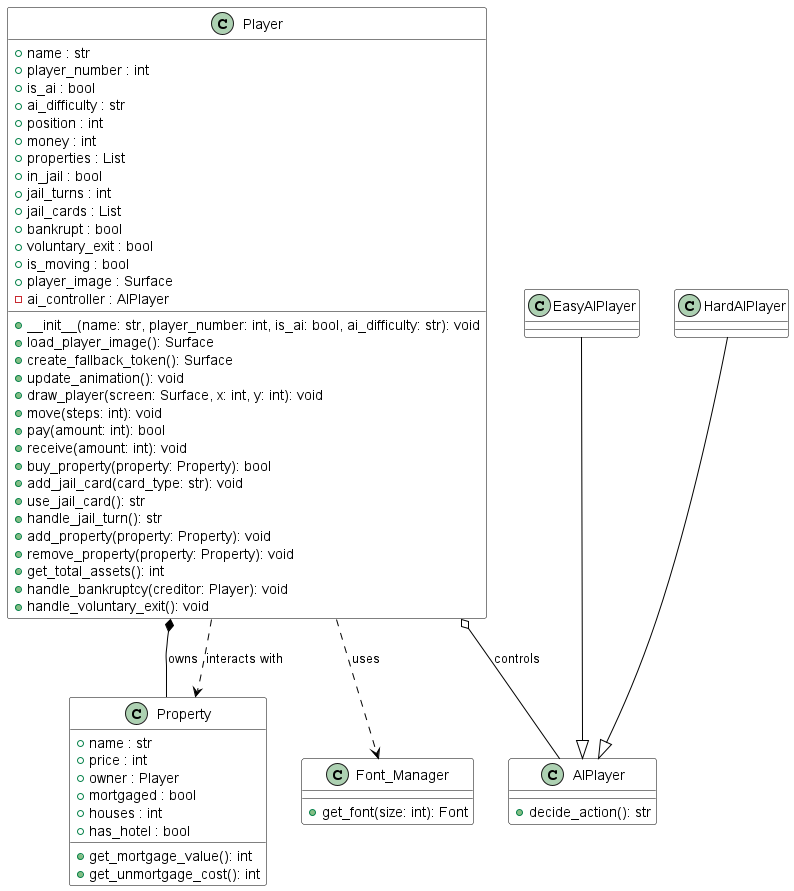 C Player
name : str
player_number : int
is_ai : bool
ai_difficulty : str
position : int
money : int
properties : List
in_jail : bool
jail_turns : int
jail_cards : List
bankrupt : bool
voluntary_exit : bool
is_moving : bool
player_image : Surface
ai_controller : AIPlayer
__init__(name: str, player_number: int, is_ai: bool, ai_difficulty: str): void
load_player_image(): Surface
create_fallback_token(): Surface
update_animation(): void
draw_player(screen: Surface, x: int, y: int): void
move(steps: int): void
pay(amount: int): bool
receive(amount: int): void
buy_property(property: Property): bool
add_jail_card(card_type: str): void
use_jail_card(): str
handle_jail_turn(): str
add_property(property: Property): void
remove_property(property: Property): void
get_total_assets(): int
handle_bankruptcy(creditor: Player): void
handle_voluntary_exit(): void
C EasyAIPlayer
C HardAIPlayer
owns
interacts with
uses
controls
C Property
name : str
price : int
owner : Player
mortgaged : bool
houses : int
has_hotel : bool
get_mortgage_value(): int
get_unmortgage_cost(): int
C Font_Manager
get_font(size: int): Font
C AIPlayer
decide_action(): str